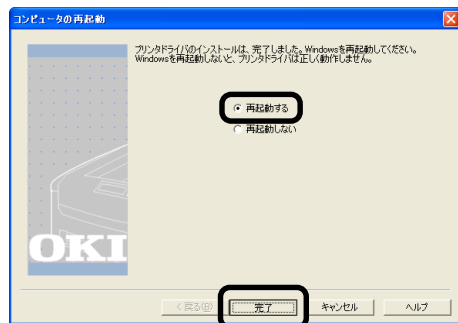 コンピュータの再起動
プリンタドライバのインストールは、完了しました。Windowsを再起動してください。
Windowsを再起動しないと、プリンタドライバは正しく動作しません。
再起動する
再起動しない
OKI
< 戻る(B)
完了
キャンセル
ヘルプ